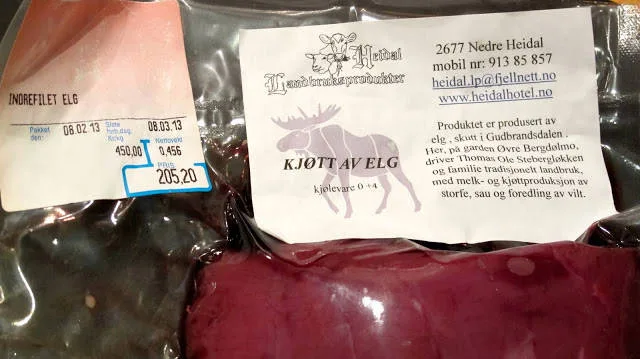 INDREFILET ELG
Pakket den: 08.02.13 Siste forb.dag 08.03.13
Kr/kg 450,00 Nettovekt 0,456
PRIS 205,20
Heidal
Landbruksprodukter
KJØTT AV ELG
kjølevare 0 +4
2677 Nedre Heidal
mobil nr: 913 85 857
heidal.lp@fjellnett.no
www.heidalhotel.no
Produktet er produsert av
elg , skutt i Gudbrandsdalen .
Her, på garden Øvre Bergdølmo,
driver Thomas Ole Stebergløkken
og familie tradisjonelt landbruk,
med melk- og kjøttproduksjon av
storfe, sau og foredling av vilt.